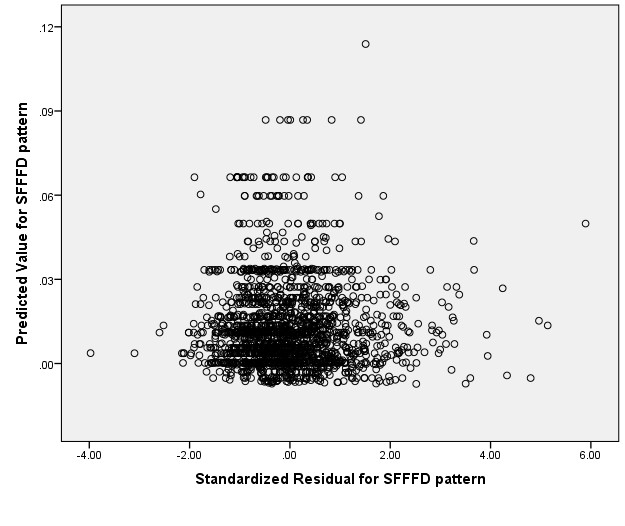 Predicted Value for SFFFD pattern
.12
.09
.06
.03
.00
-4.00 -2.00 .00 2.00 4.00 6.00
Standardized Residual for SFFFD pattern